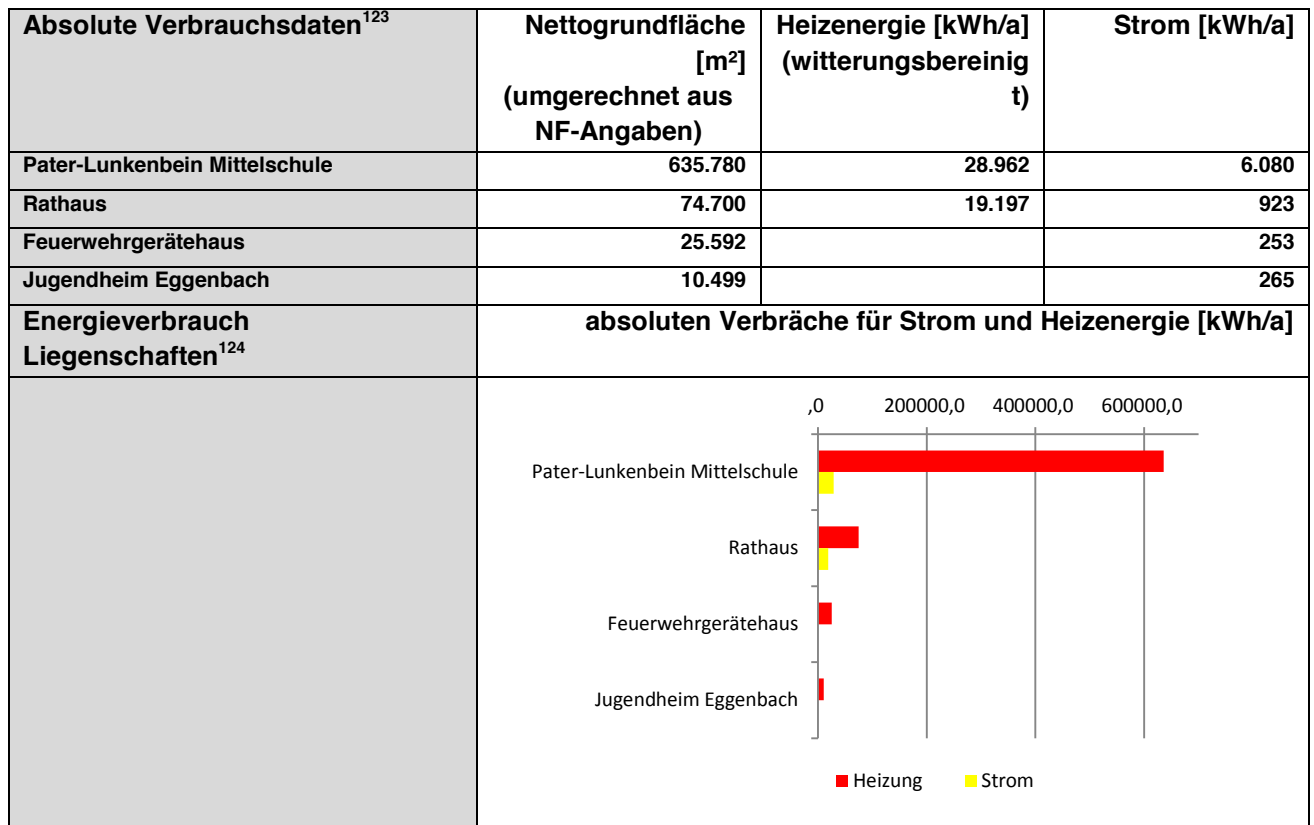 Absolute Verbrauchsdaten123
Nettogrundfläche
[m²]
(umgerechnet aus
NF-Angaben)
Heizenergie [kWh/a]
(witterungsbereinig
t)
Strom [kWh/a]
Pater-Lunkenbein Mittelschule 635.780 28.962 6.080
Rathaus 74.700 19.197 923
Feuerwehrgerätehaus 25.592 253
Jugendheim Eggenbach 10.499 265
Energieverbrauch
Liegenschaften124
absoluten Verbräche für Strom und Heizenergie [kWh/a]
,0 200000,0 400000,0 600000,0
Pater-Lunkenbein Mittelschule
Rathaus
Feuerwehrgerätehaus
Jugendheim Eggenbach
Heizung Strom